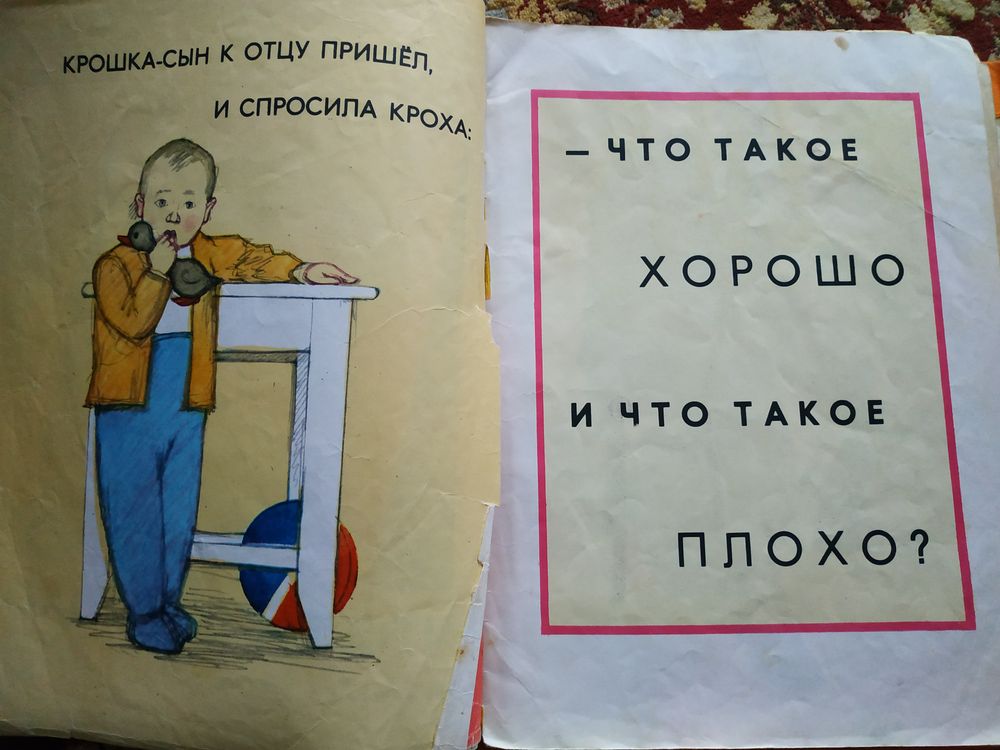 КРОШКА-СЫН К ОТЦУ ПРИШЁЛ,
И СПРОСИЛА КРОХА:
— ЧТО ТАКОЕ
ХОРОШО
И ЧТО ТАКОЕ
ПЛОХО?